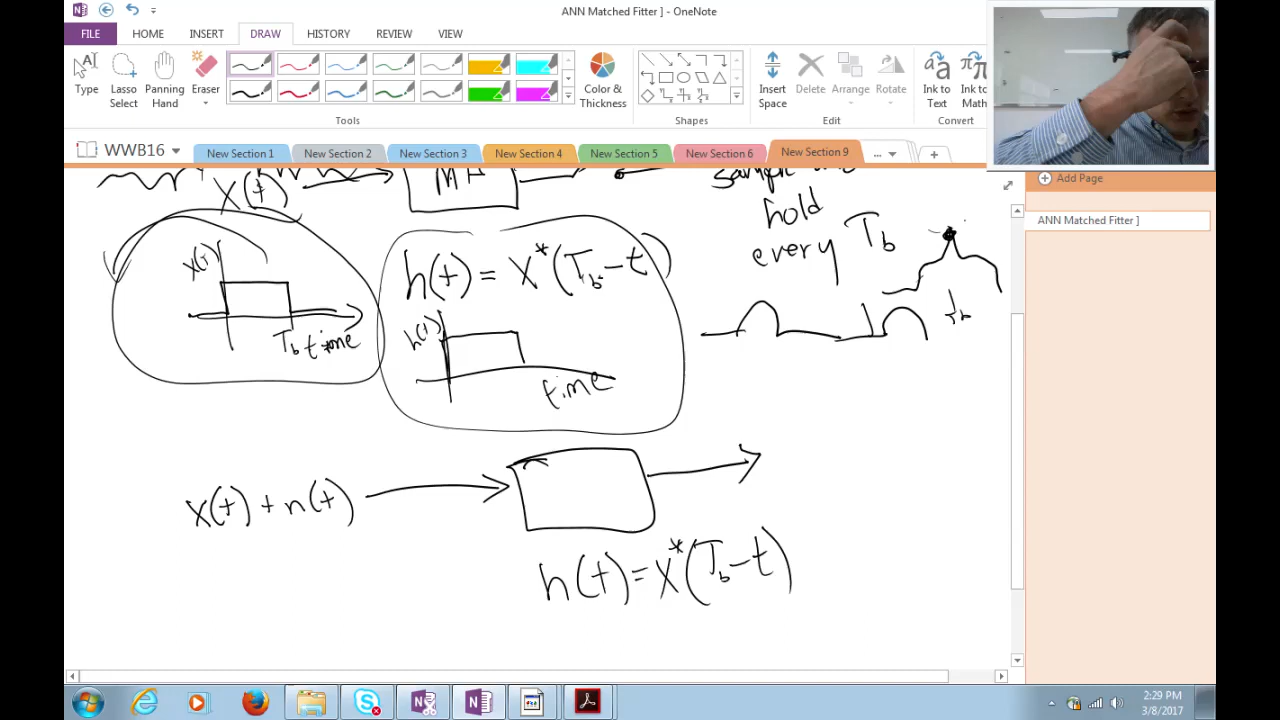 ANN Matched Fitter ] - OneNote
FILE HOME INSERT DRAW HISTORY REVIEW VIEW
Type Lasso Select Panning Hand Eraser Color & Thickness Insert Space Delete Arrange Rotate Ink to Text Ink to Math
Tools Shapes Edit Convert
WWB16 New Section 1 New Section 2 New Section 3 New Section 4 New Section 5 New Section 6 New Section 9 ...
Add Page
ANN Matched Fitter ]
X(t)
hold
every Tb
x(t)
Tb time
h(t) = X*(Tb-t)
h(t)
time
X(t) + n(t)
h(t)=X*(Tb-t)
2:29 PM
3/8/2017